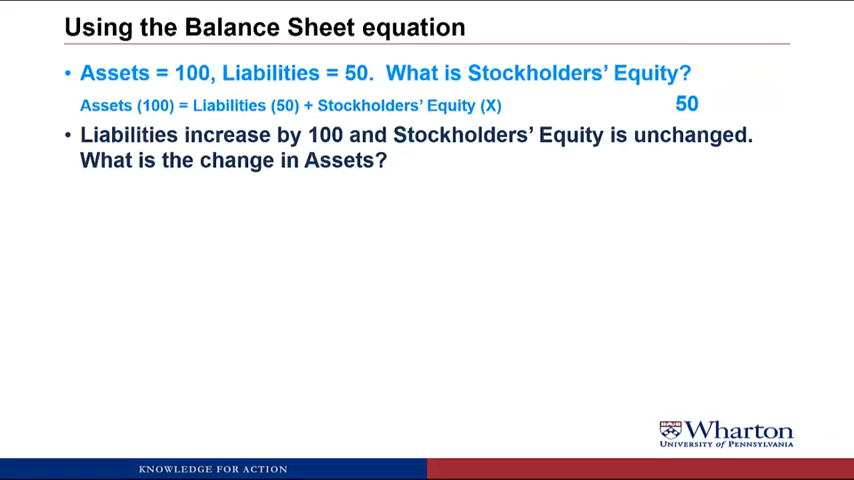 Using the Balance Sheet equation
• Assets = 100, Liabilities = 50.  What is Stockholders’ Equity?
Assets (100) = Liabilities (50) + Stockholders’ Equity (X) 50
• Liabilities increase by 100 and Stockholders’ Equity is unchanged.
What is the change in Assets?
Wharton
UNIVERSITY of PENNSYLVANIA
KNOWLEDGE FOR ACTION